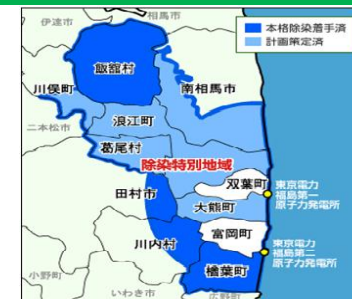 相馬市
伊達市
本格除染着手済
計画策定済
飯舘村
川俣町
南相馬市
二本松市
浪江町
葛尾村
除染特別地域
双葉町
東京電力
福島第一
原子力発電所
田村市
大熊町
富岡町
川内村
東京電力
福島第二
原子力発電所
小野町
楢葉町
いわき市
広野町